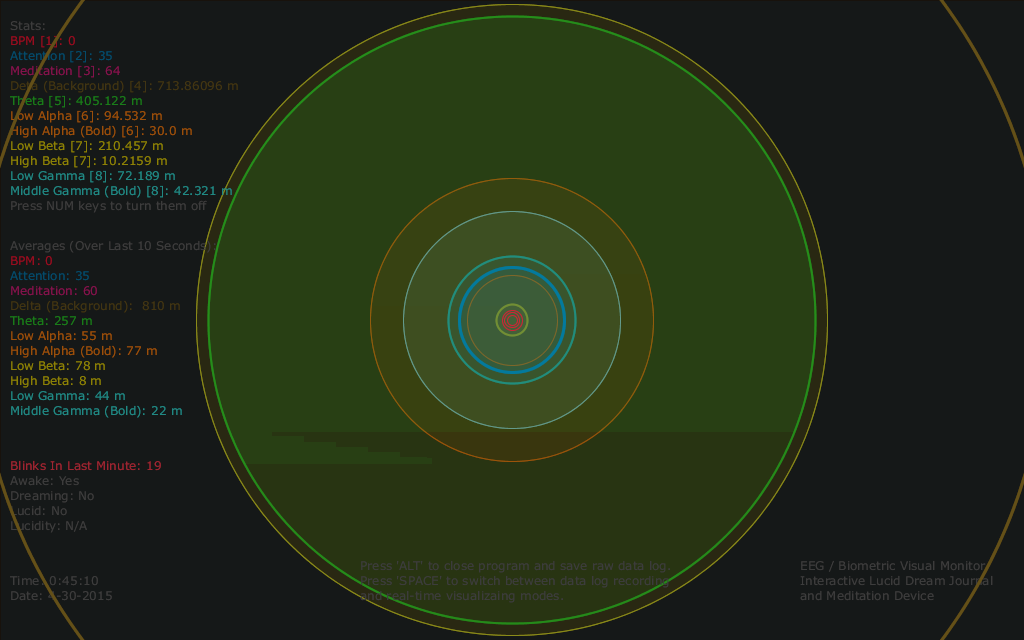 Stats:
BPM [1]: 0
Attention [2]: 35
Meditation [3]: 64
Delta (Background) [4]: 713.86096 m
Theta [5]: 405.122 m
Low Alpha [6]: 94.532 m
High Alpha (Bold) [6]: 30.0 m
Low Beta [7]: 210.457 m
High Beta [7]: 10.2159 m
Low Gamma [8]: 72.189 m
Middle Gamma (Bold) [8]: 42.321 m
Press NUM keys to turn them off
Averages (Over Last 10 Seconds):
BPM: 0
Attention: 35
Meditation: 60
Delta (Background):  810 m
Theta: 257 m
Low Alpha: 55 m
High Alpha (Bold): 77 m
Low Beta: 78 m
High Beta: 8 m
Low Gamma: 44 m
Middle Gamma (Bold): 22 m
Blinks In Last Minute: 19
Awake: Yes
Dreaming: No
Lucid: No
Lucidity: N/A
Time: 0:45:10
Date: 4-30-2015
Press 'ALT' to close program and save raw data log.
Press 'SPACE' to switch between data log recording
and real-time visualizaing modes.
EEG / Biometric Visual Monitor
Interactive Lucid Dream Journal
and Meditation Device